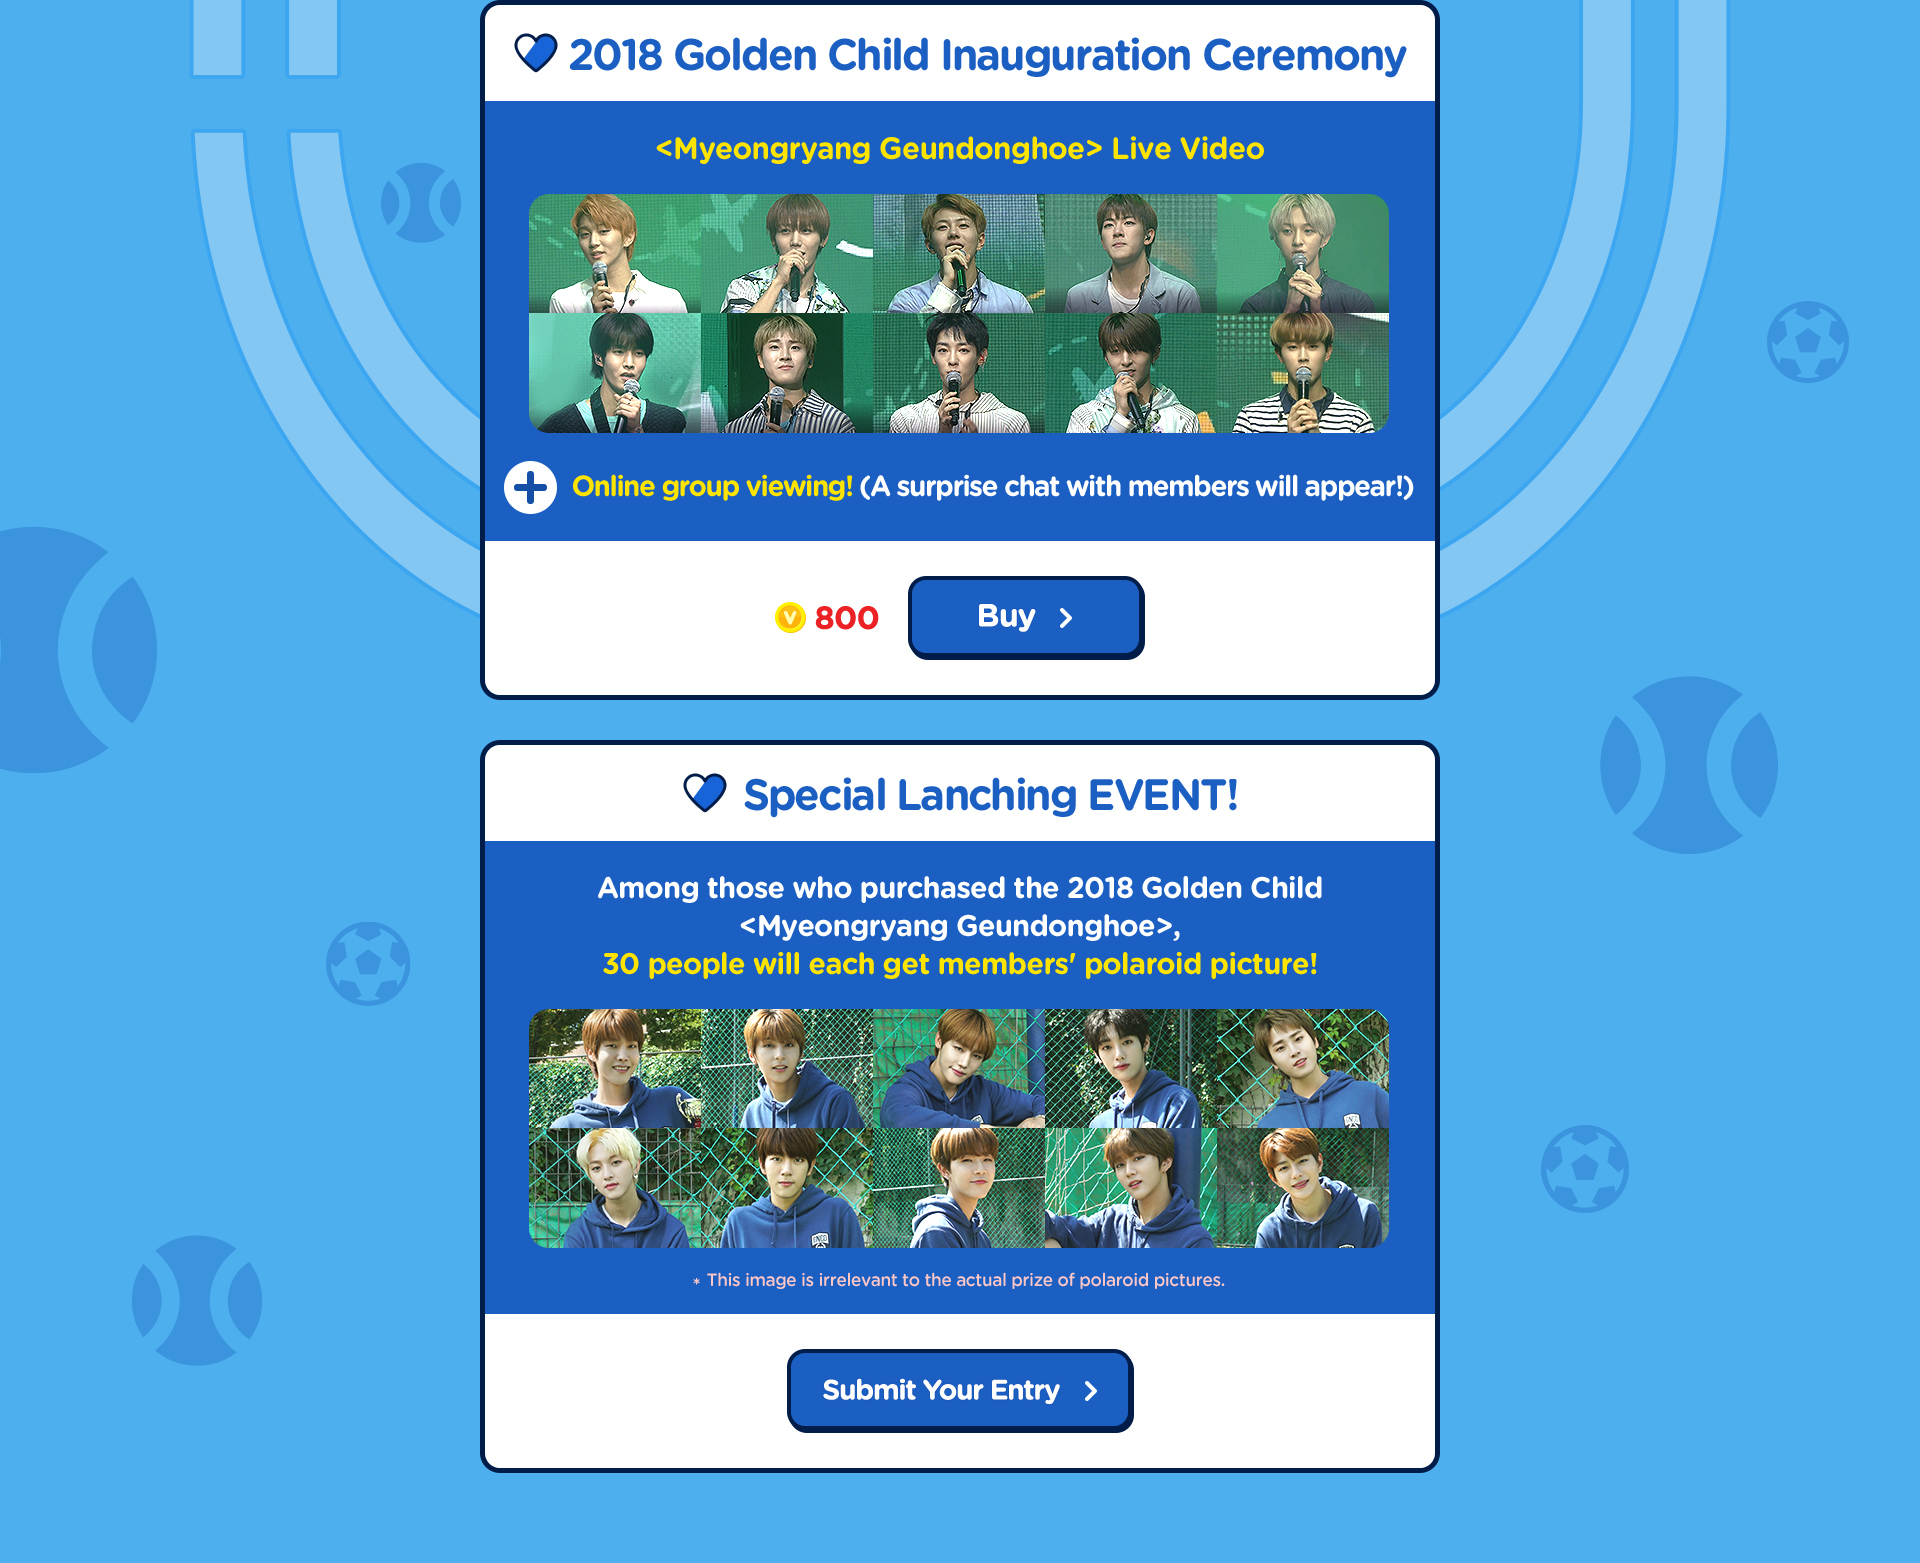 2018 Golden Child Inauguration Ceremony
<Myeongryang Geundonghoe> Live Video
Online group viewing! (A surprise chat with members will appear!)
V 800
Buy
Special Lanching EVENT!
Among those who purchased the 2018 Golden Child
<Myeongryang Geundonghoe>,
30 people will each get members' polaroid picture!
* This image is irrelevant to the actual prize of polaroid pictures.
Submit Your Entry